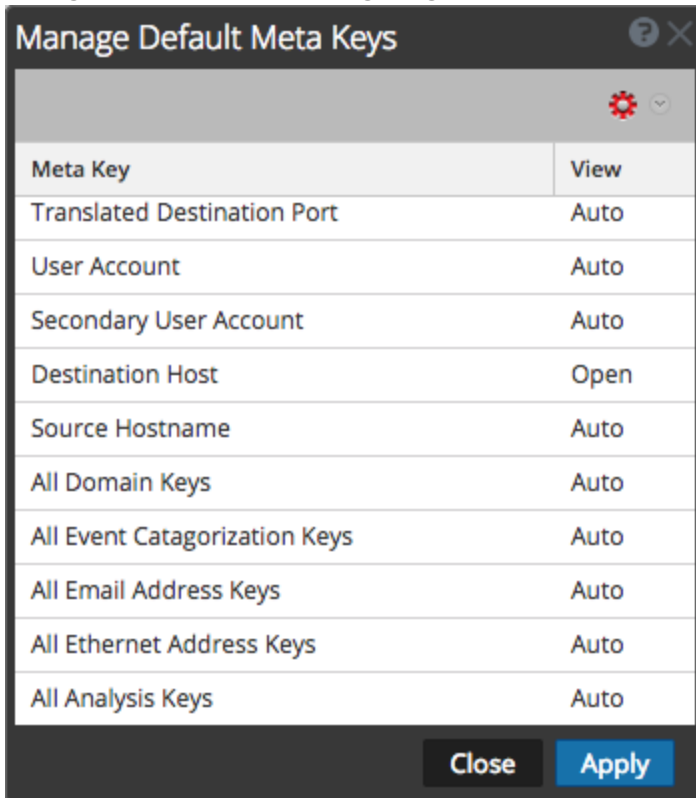 Manage Default Meta Keys
Meta Key View
Translated Destination Port Auto
User Account Auto
Secondary User Account Auto
Destination Host Open
Source Hostname Auto
All Domain Keys Auto
All Event Catagorization Keys Auto
All Email Address Keys Auto
All Ethernet Address Keys Auto
All Analysis Keys Auto
Close Apply